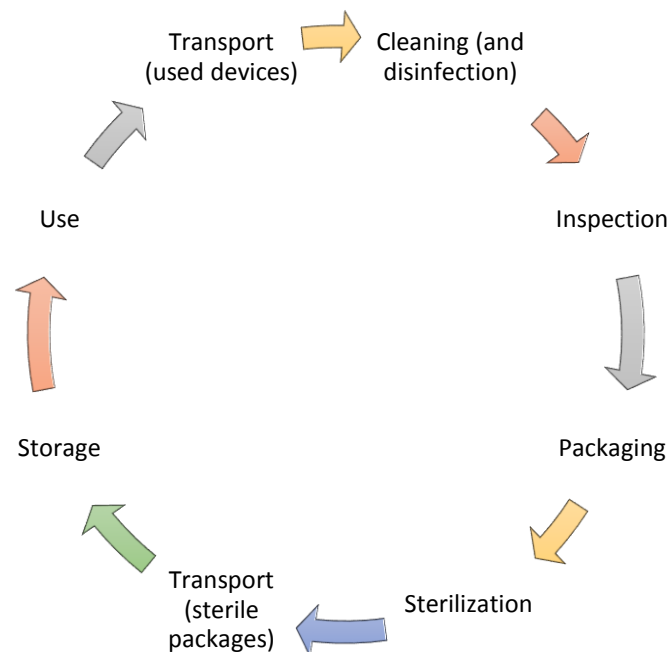 Transport
(used devices)
Cleaning (and
disinfection)
Inspection
Packaging
Sterilization
Transport
(sterile
packages)
Storage
Use